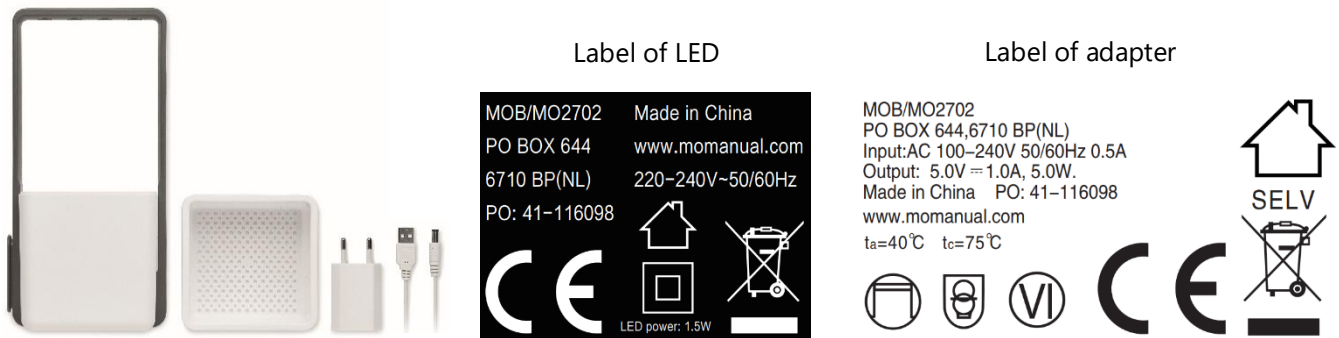 Label of LED
MOB/MO2702 Made in China
PO BOX 644 www.momanual.com
6710 BP(NL) 220-240V~50/60Hz
PO: 41-116098
CE
LED power: 1.5W
Label of adapter
MOB/MO2702
PO BOX 644,6710 BP(NL)
Input:AC 100-240V 50/60Hz 0.5A
Output: 5.0V⎓1.0A, 5.0W.
Made in China PO: 41-116098
www.momanual.com
ta=40℃ tc=75℃
SELV
VI
CE